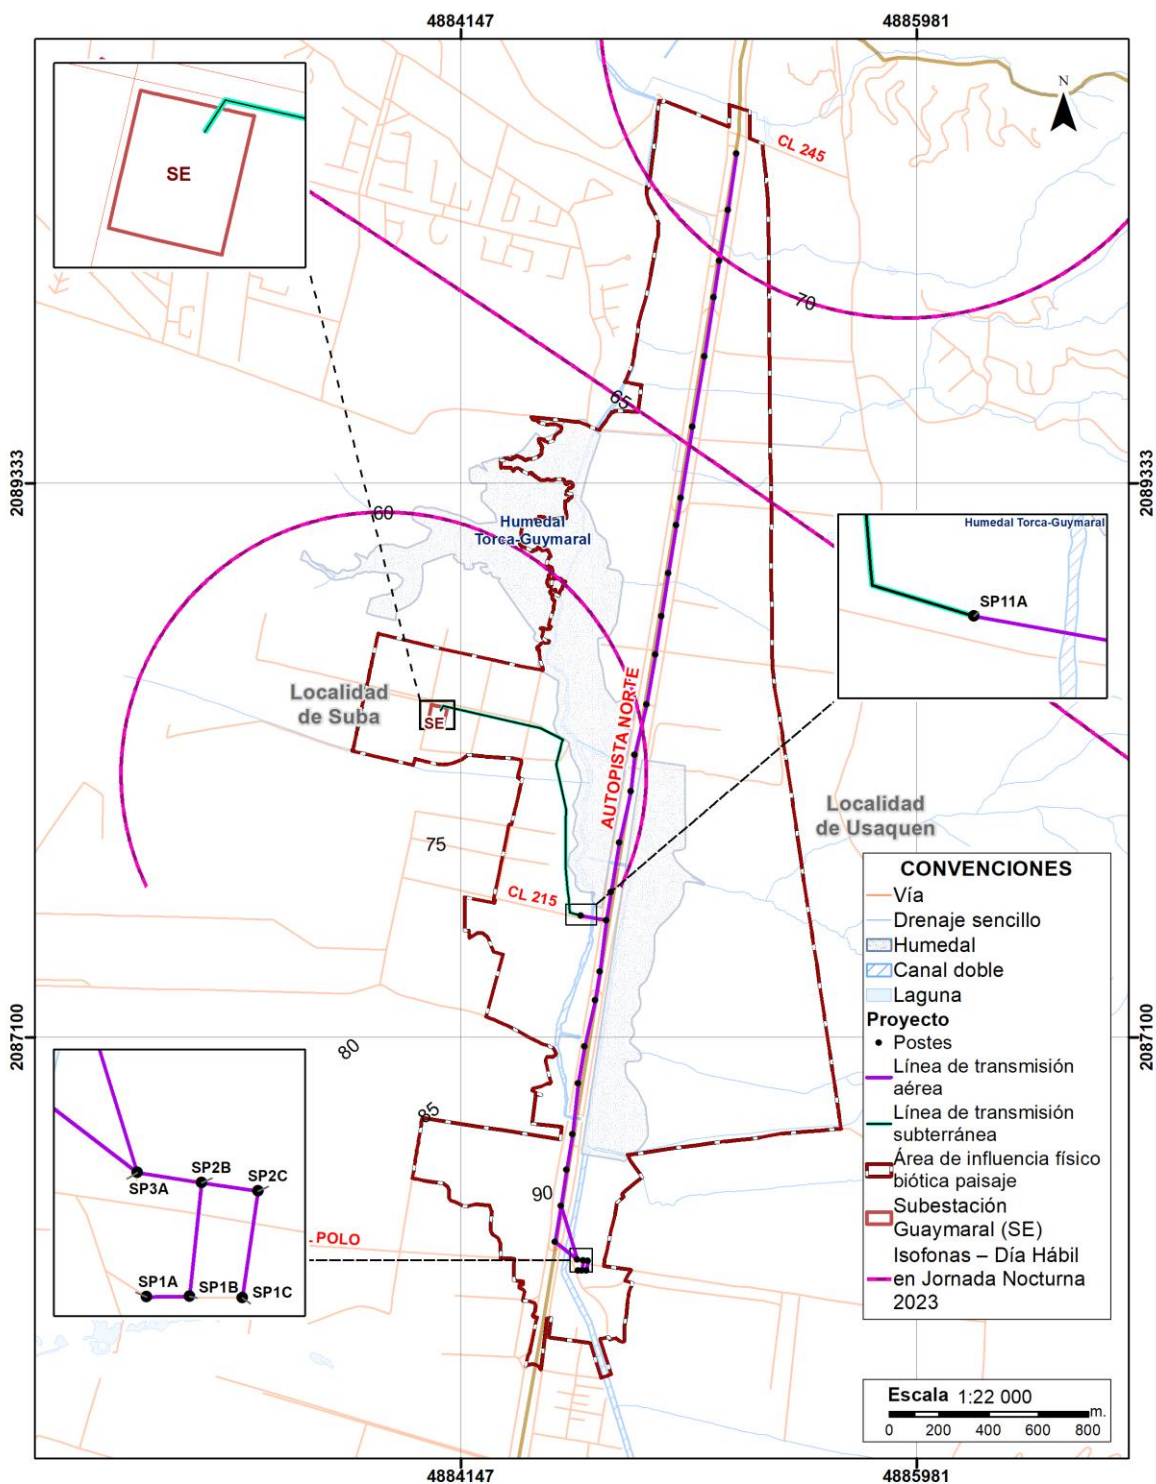 4884147
4885981
N
CL 245
SE
70
65
2089333
2089333
60
Humedal
Torca-Guymaral
Humedal Torca-Guymaral
SP11A
Localidad
de Suba
SE
AUTOPISTA NORTE
Localidad
de Usaquen
75
CL 215
CONVENCIONES
Vía
Drenaje sencillo
Humedal
Canal doble
Laguna
Proyecto
Postes
Línea de transmisión
aérea
Línea de transmisión
subterránea
Área de influencia físico
biótica paisaje
Subestación
Guaymaral (SE)
Isofonas – Día Hábil
en Jornada Nocturna
2023
2087100
2087100
80
85
90
SP3A
SP2B
SP2C
SP1A
SP1B
SP1C
POLO
Escala 1:22 000
m.
0 200 400 600 800
4884147
4885981